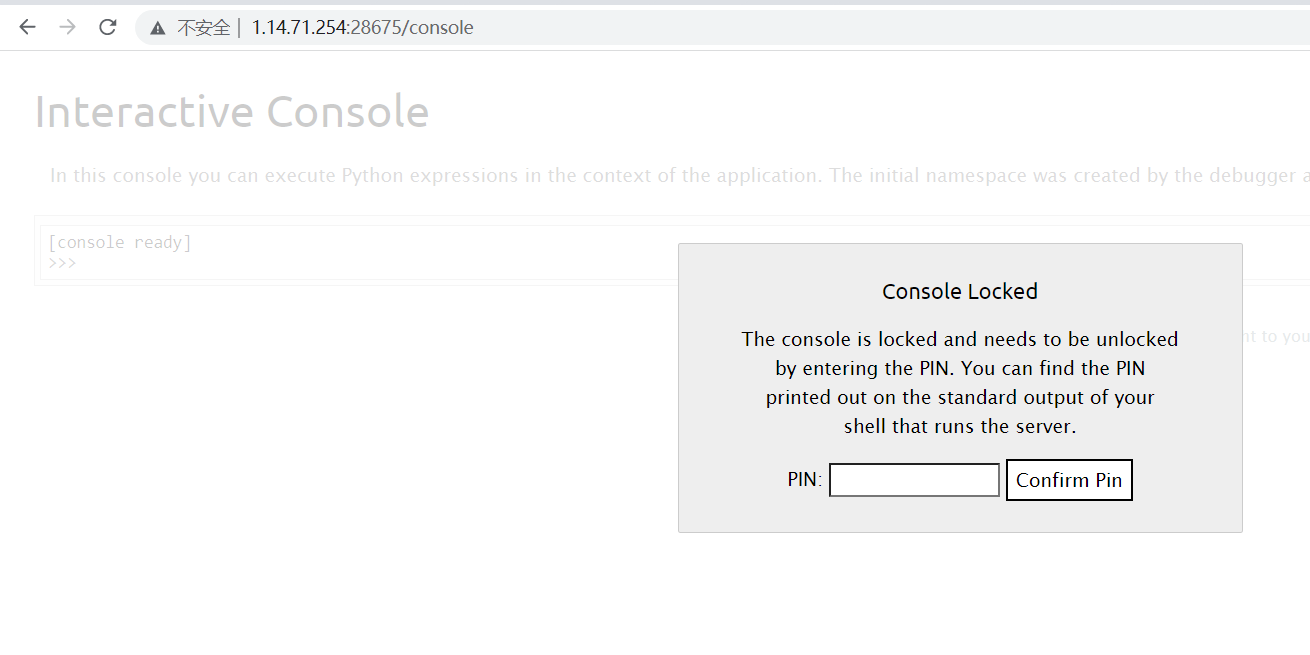 不安全 | 1.14.71.254:28675/console
Interactive Console
In this console you can execute Python expressions in the context of the application. The initial namespace was created by the debugger a
[console ready]
>>>
Console Locked
The console is locked and needs to be unlocked
by entering the PIN. You can find the PIN
printed out on the standard output of your
shell that runs the server.
ht to you
PIN:
Confirm Pin